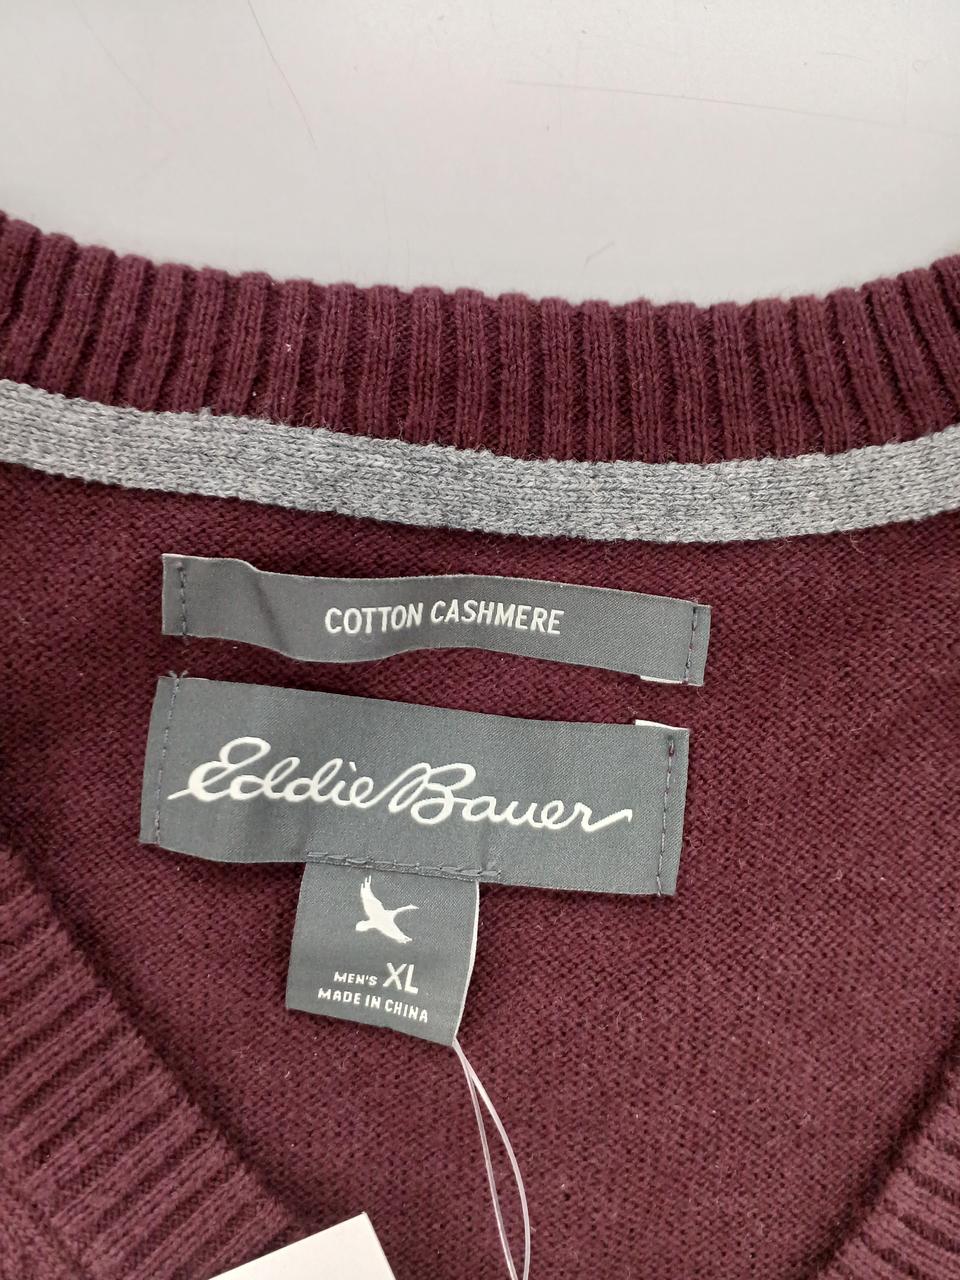 COTTON CASHMERE
Eddie Bauer
MEN'S XL
MADE IN CHINA